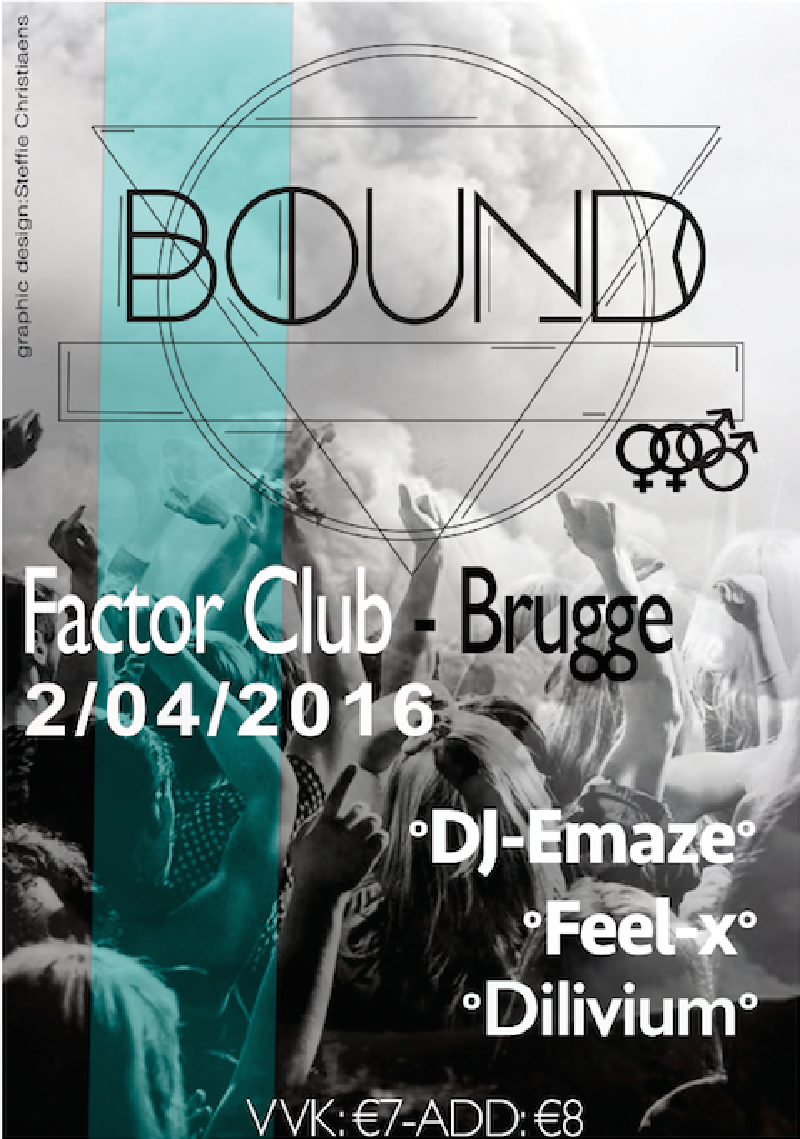 graphic design:Steffie Christiaens
BOUND
Factor Club - Brugge
2/04/2016
°DJ-Emaze°
°Feel-x°
°Dilivium°
VVK: €7-ADD: €8